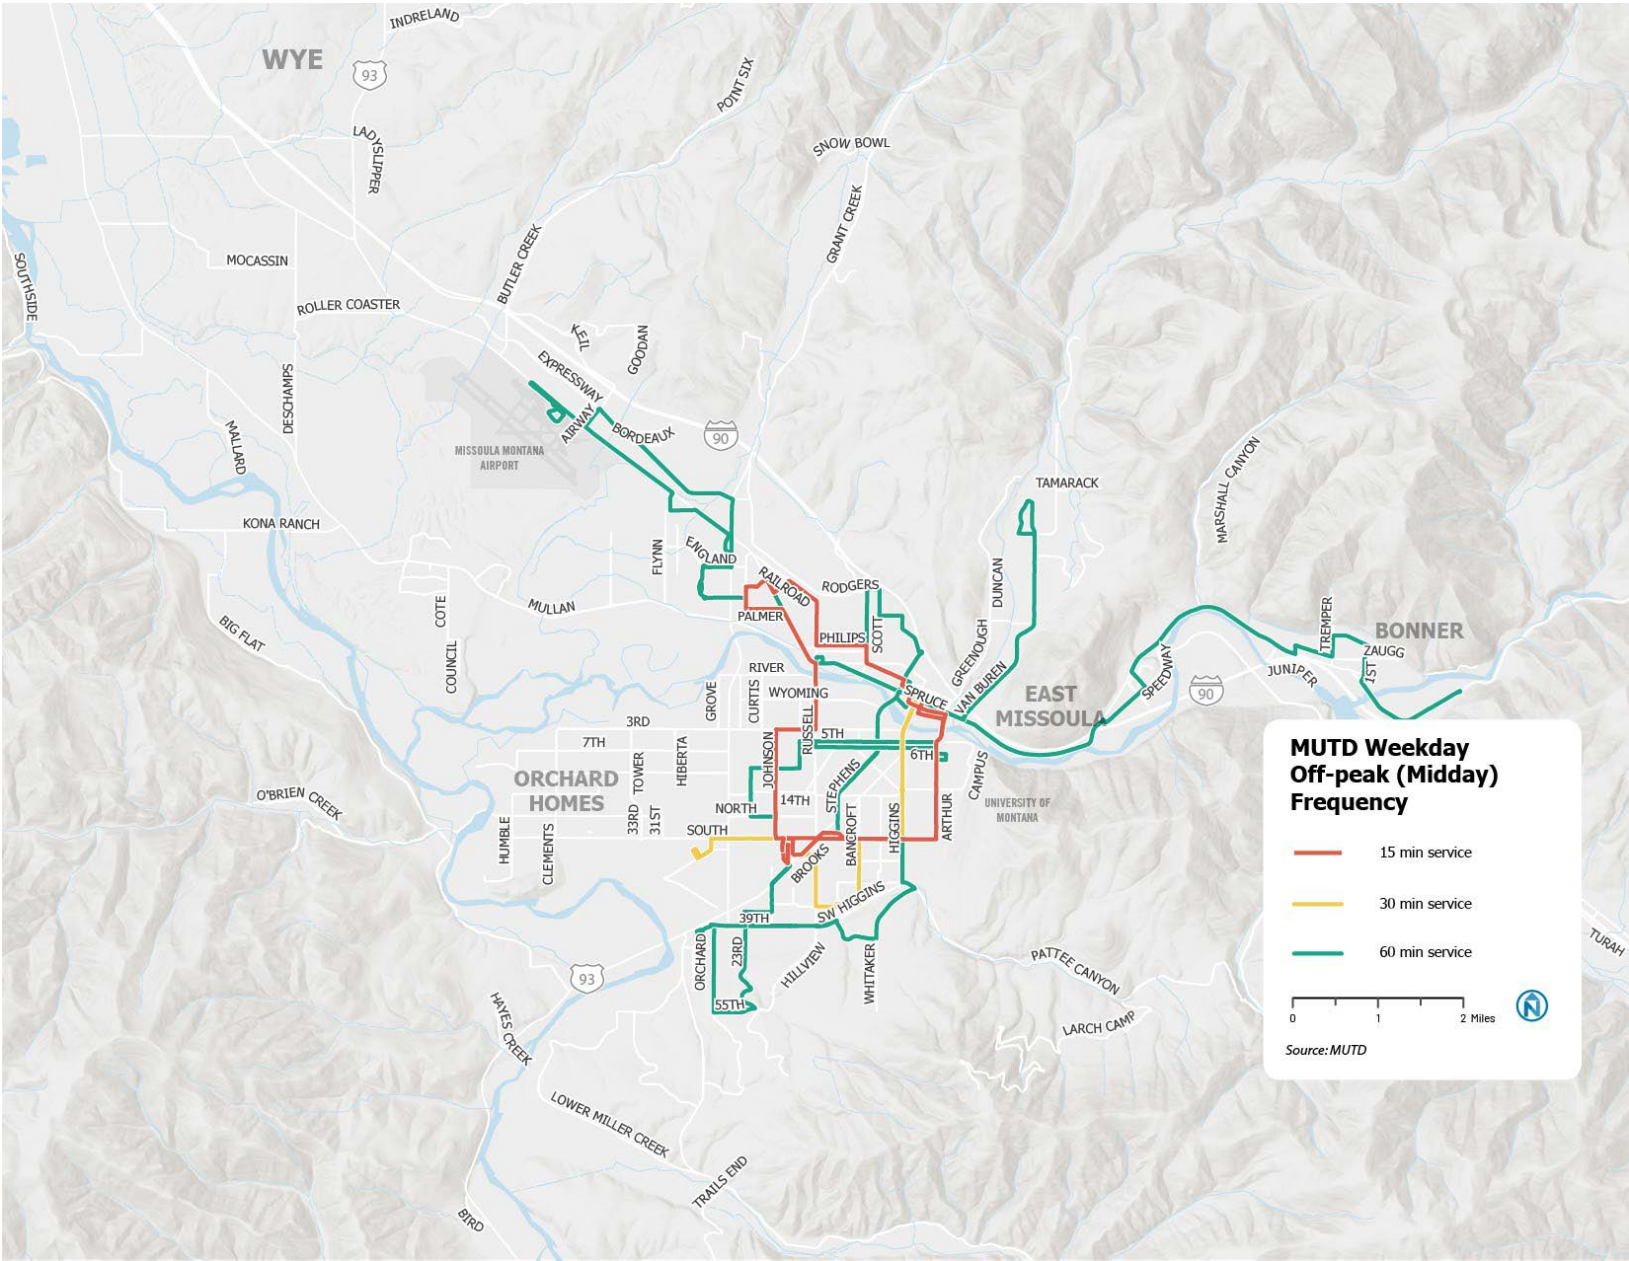 INDRELAND
WYE
93
POINT SIX
LADYSLIPPER
SNOW BOWL
GRANT CREEK
BUTLER CREEK
MOCASSIN
SOUTHSIDE
ROLLER COASTER
KEIL
GOODAN
EXPRESSWAY
DESCHAMPS
AIRWAY
BORDEAUX
90
MALLARD
MISSOULA MONTANA
AIRPORT
MARSHALL CANYON
TAMARACK
KONA RANCH
FLYNN
ENGLAND
RAILROAD
RODGERS
DUNCAN
COTE
MULLAN
PALMER
PHILIPS
SCOTT
GREENOUGH
TREMPER
BONNER
BIG FLAT
COUNCIL
RIVER
ZAUGG
JUNIPER
1ST
SPEEDWAY
90
GROVE
CURTIS
WYOMING
SPRUCE
VAN BUREN
EAST
MISSOULA
3RD
RUSSELL
5TH
7TH
6TH
TOWER
HIBERTA
JOHNSON
STEPHENS
CAMPUS
ORCHARD
HOMES
O'BRIEN CREEK
14TH
NORTH
UNIVERSITY OF
MONTANA
33RD
31ST
SOUTH
HUMBLE
CLEMENTS
BROOKS
BANCROFT
HIGGINS
ARTHUR
SW HIGGINS
39TH
ORCHARD
23RD
HILLVIEW
WHITAKER
PATTEE CANYON
TURAH
93
55TH
HAYES CREEK
LARCH CAMP
LOWER MILLER CREEK
TRAILS END
BIRD
MUTD Weekday
Off-peak (Midday)
Frequency
15 min service
30 min service
60 min service
0 1 2 Miles
N
Source: MUTD